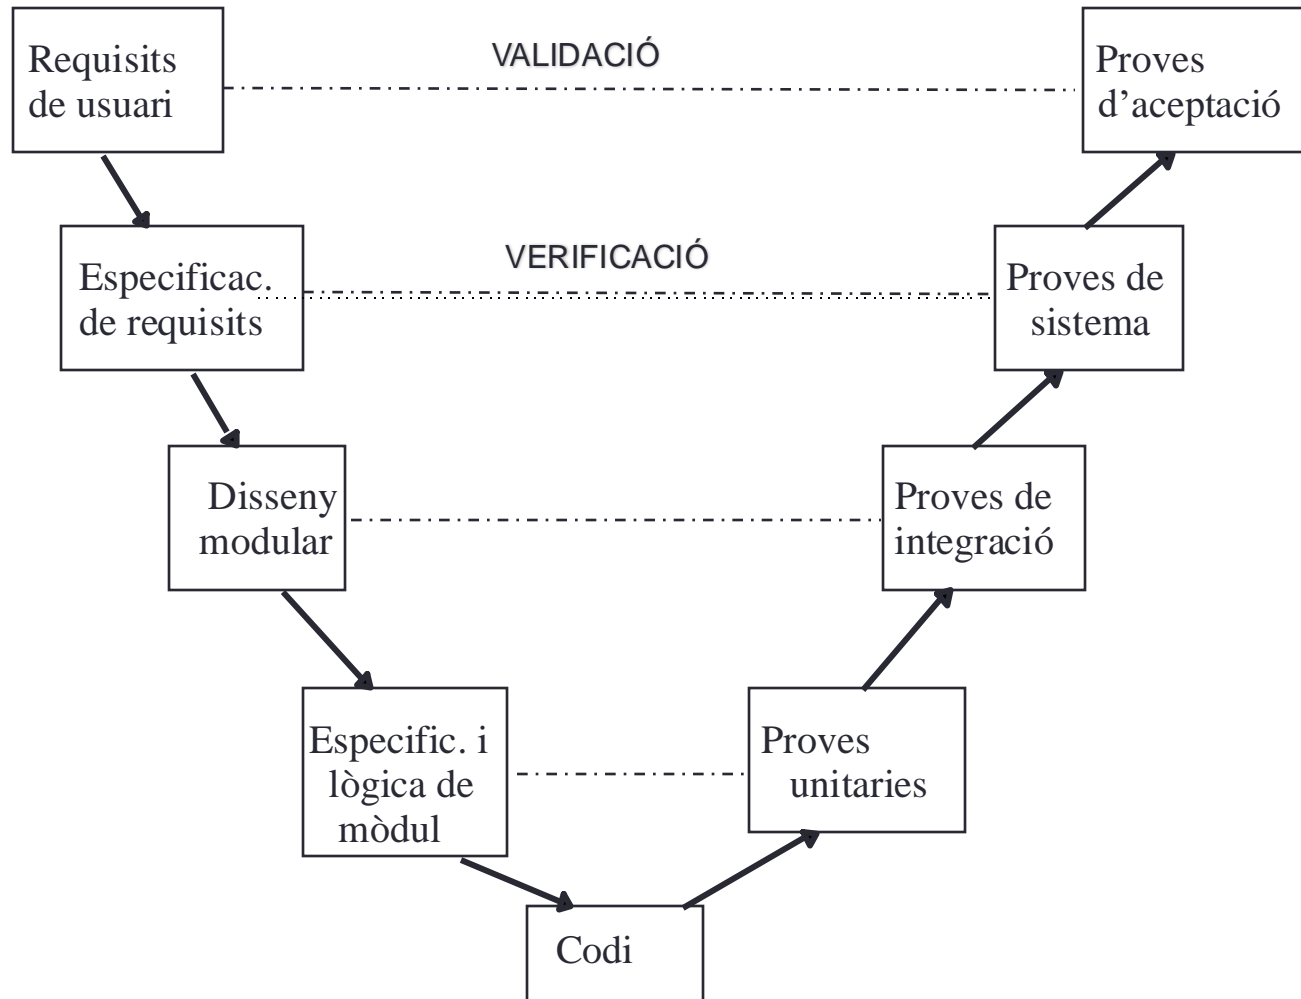 Requisits
de usuari
VALIDACIÓ
Proves
d’aceptació
Especificac.
de requisits
VERIFICACIÓ
Proves de
sistema
Disseny
modular
Proves de
integració
Especific. i
lògica de
mòdul
Proves
unitaries
Codi